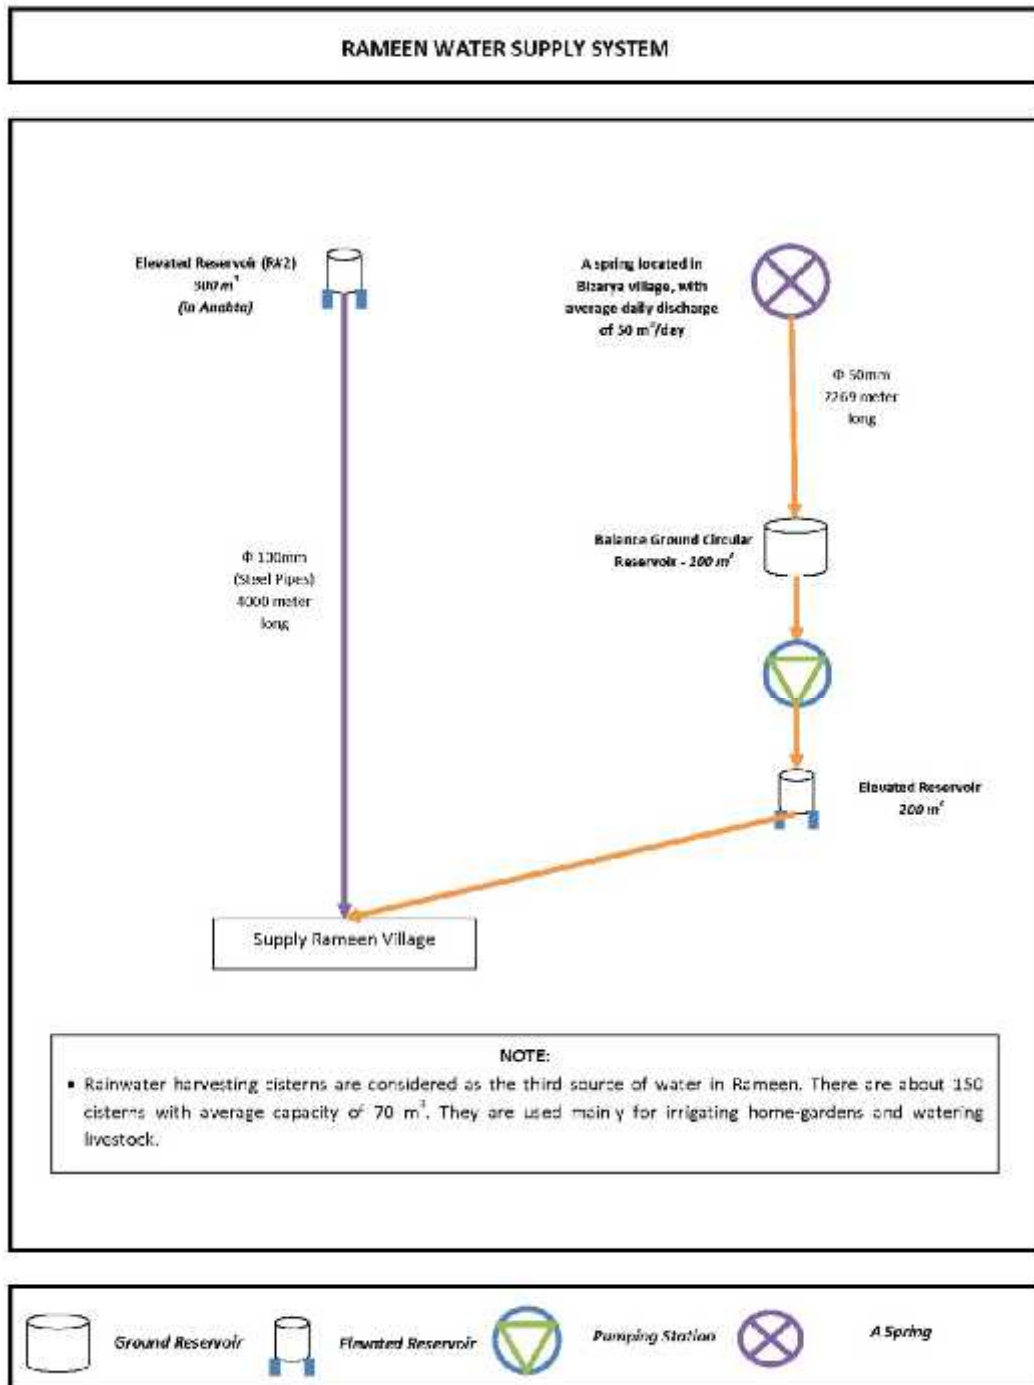 RAMEEN WATER SUPPLY SYSTEM
Elevated Reservoir (R#2)
m³
(in Anabta)
A spring located in
Bizarya village, with
average daily discharge
of 50 m³/day
Φ 50mm
meter
long
Balance Ground Circular
Reservoir - 200 m³
Φ 100mm
(Steel Pipes)
4000 meter
long
Elevated Reservoir
200 m³
Supply Rameen Village
NOTE:
• Rainwater harvesting cisterns are considered as the third source of water in Rameen. There are about 150
cisterns with average capacity of 70 m³. They are used mainly for irrigating home-gardens and watering
livestock.
Ground Reservoir
Elevated Reservoir
Pumping Station
A Spring